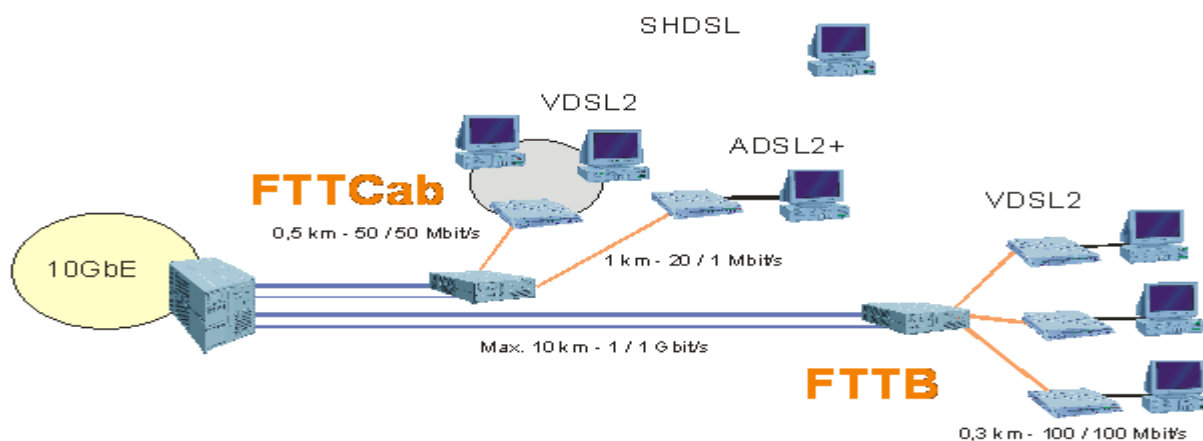 SHDSL
VDSL2
ADSL2+
FTTCab
VDSL2
0,5 km - 50 / 50 Mbit/s
1 km - 20 / 1 Mbit/s
10GbE
Max. 10 km - 1 / 1 Gbit/s
FTTB
0,3 km - 100 / 100 Mbit/s